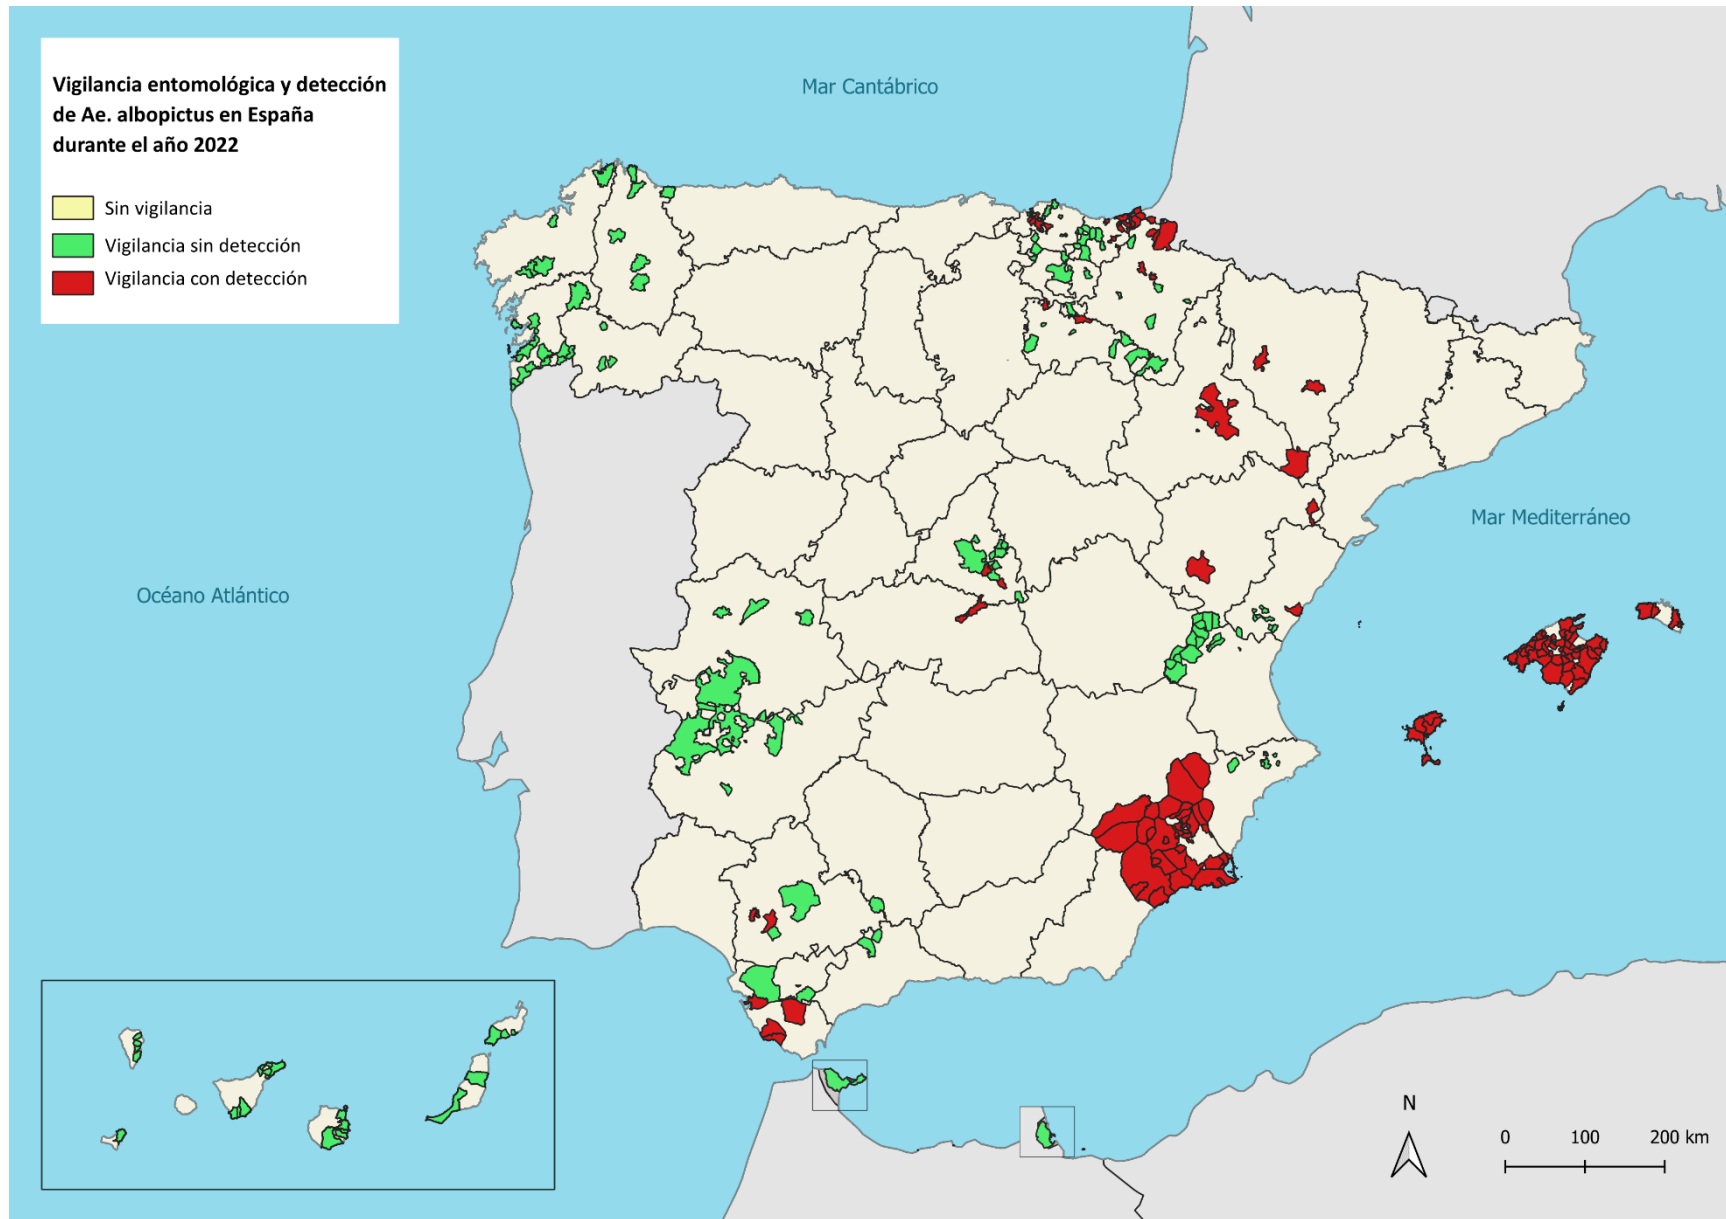 Vigilancia entomológica y detección
de Ae. albopictus en España
durante el año 2022
Sin vigilancia
Vigilancia sin detección
Vigilancia con detección
Mar Cantábrico
Mar Mediterráneo
Océano Atlántico
N
0 100 200 km